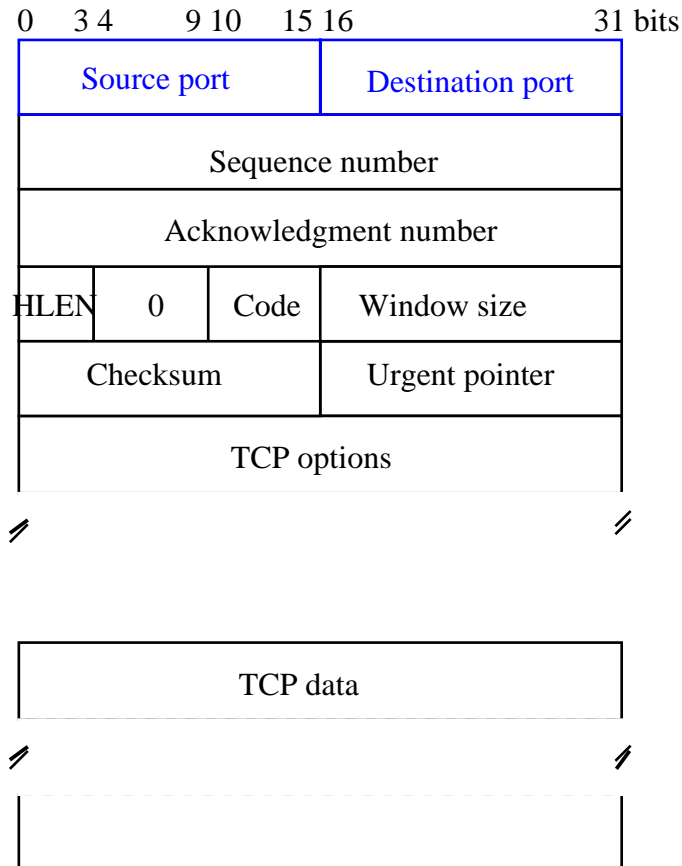 0 3 4 9 10 15 16 31 bits
Source port Destination port
Sequence number
Acknowledgment number
HLEN 0 Code Window size
Checksum Urgent pointer
TCP options
TCP data